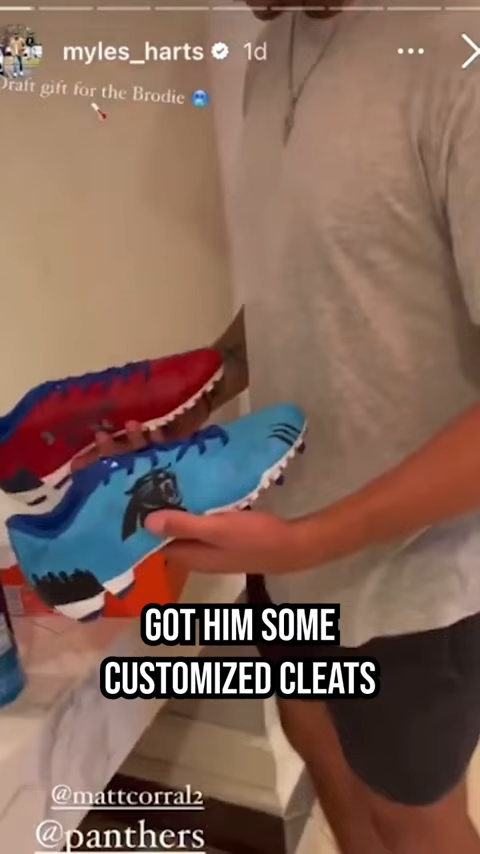 myles_harts 1d
Draft gift for the Brodie
GOT HIM SOME
CUSTOMIZED CLEATS
@mattcorral2
@panthers